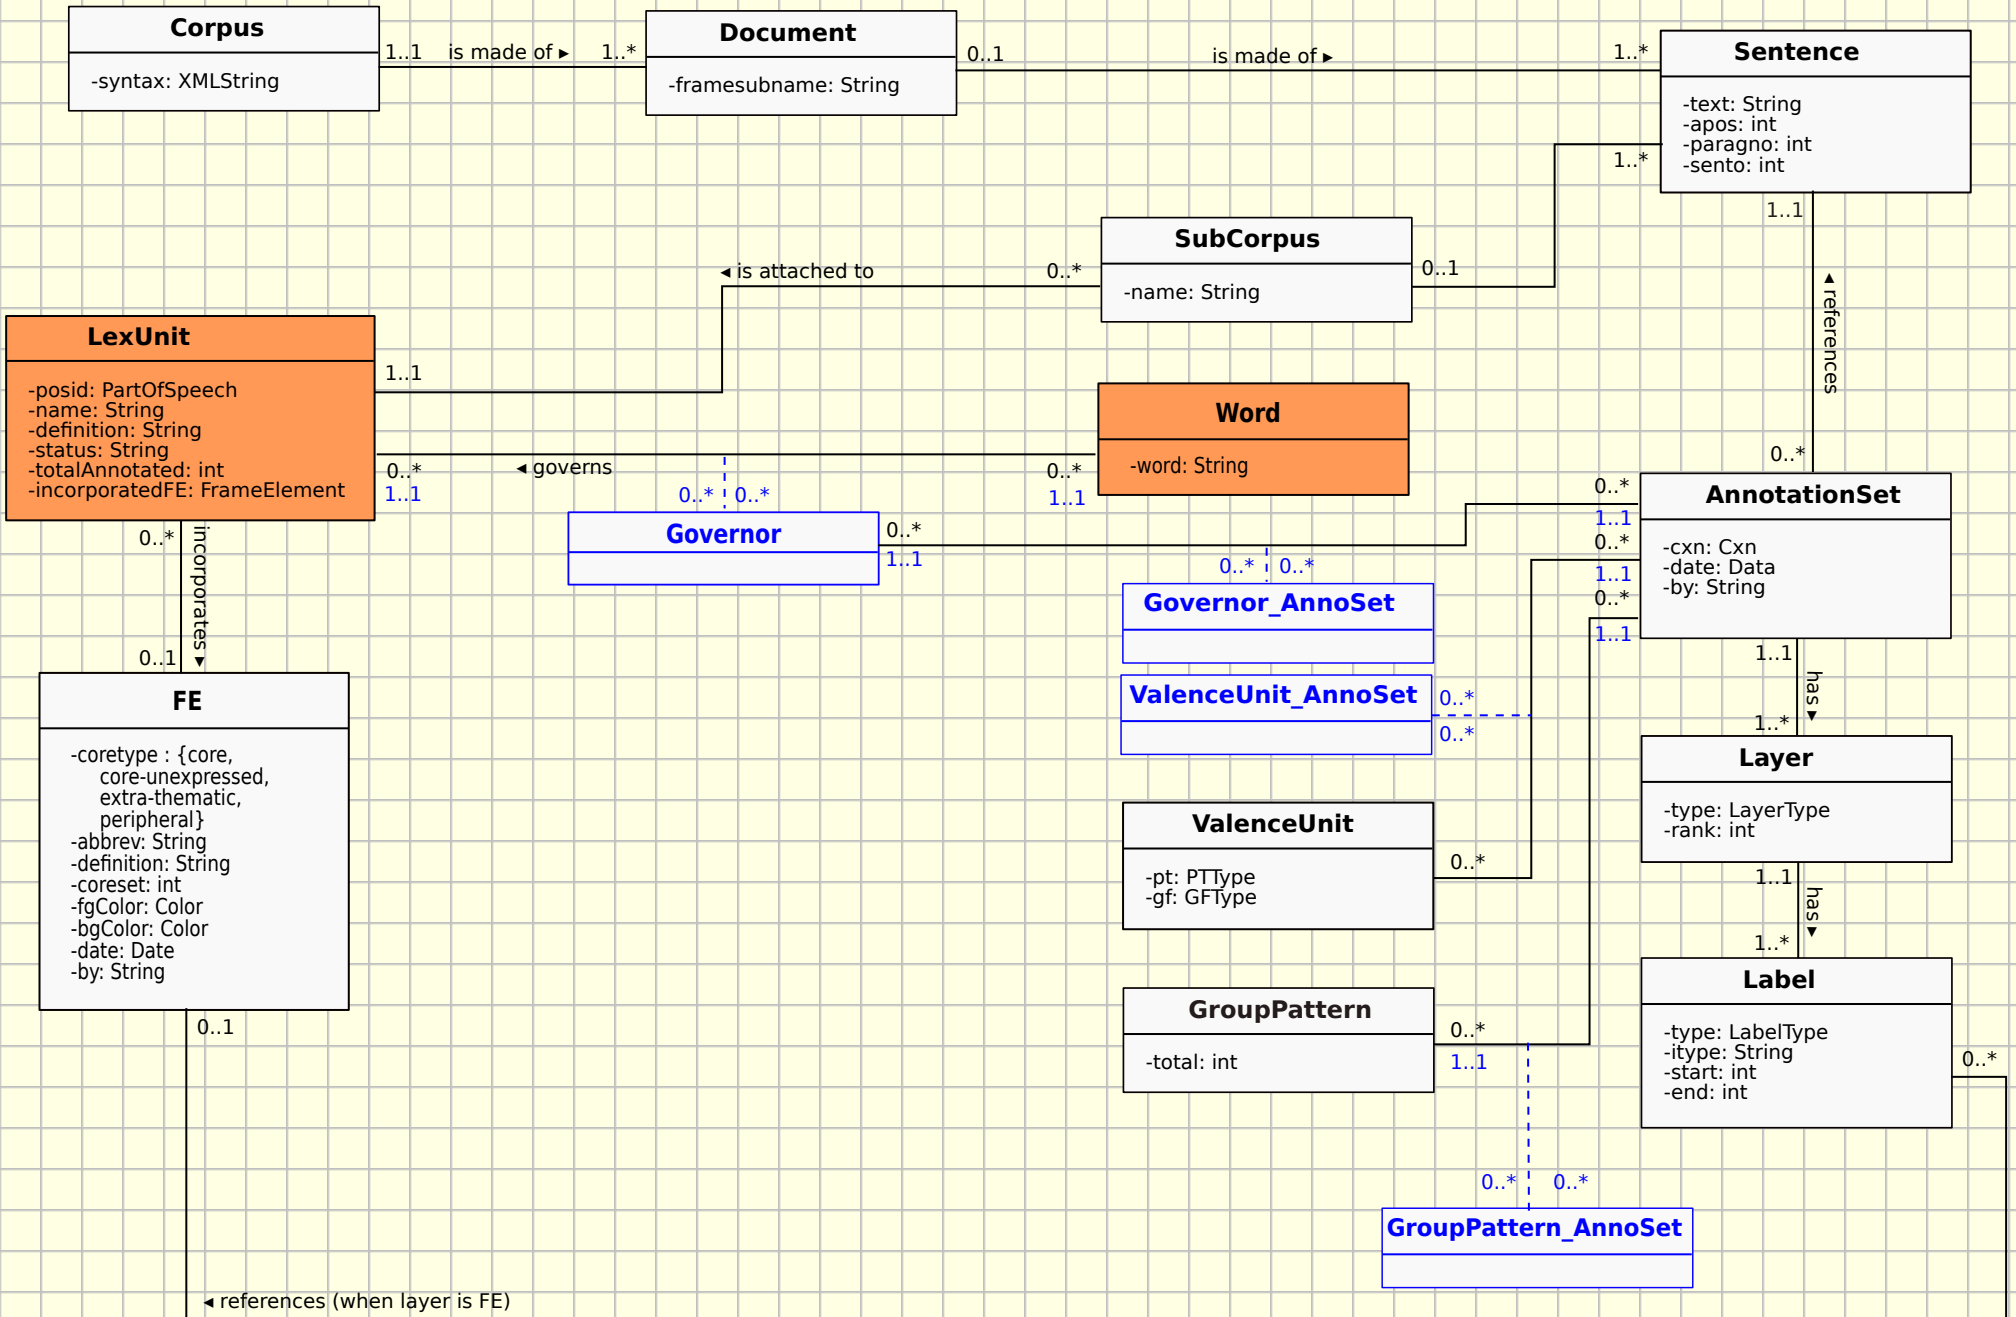 Corpus
-syntax: XMLString
1..1
is made of ►
1..*
Document
-framesubname: String
0..1
is made of ►
1..*
Sentence
-text: String
-apos: int
-paragno: int
-sento: int
1..*
1..1
SubCorpus
-name: String
0..1
◄ is attached to
0..*
◄ references
LexUnit
-posid: PartOfSpeech
-name: String
-definition: String
-status: String
-totalAnnotated: int
-incorporatedFE: FrameElement
1..1
Word
-word: String
0..*
1..1
◄ governs
0..*
1..1
0..*
0..*
Governor
0..*
1..1
0..*
0..*
0..*
1..1
0..*
1..1
0..*
1..1
0..*
AnnotationSet
-cxn: Cxn
-date: Data
-by: String
Governor_AnnoSet
ValenceUnit_AnnoSet
0..*
0..*
0..*
incorporates ►
0..1
FE
-coretype : {core,
core-unexpressed,
extra-thematic,
peripheral}
-abbrev: String
-definition: String
-coreset: int
-fgColor: Color
-bgColor: Color
-date: Date
-by: String
0..1
1..1
has ►
1..*
Layer
-type: LayerType
-rank: int
ValenceUnit
-pt: PTType
-gf: GFType
0..*
1..1
has ►
1..*
Label
-type: LabelType
-itype: String
-start: int
-end: int
0..*
GroupPattern
-total: int
0..*
1..1
0..*
0..*
GroupPattern_AnnoSet
◄ references (when layer is FE)